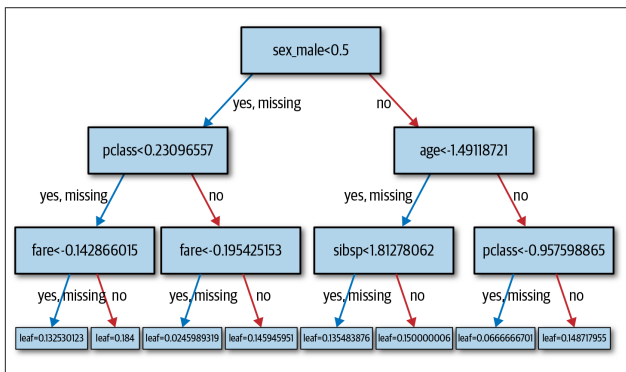 sex_male<0.5
yes, missing
no
pclass<0.23096557
age<-1.49118721
yes, missing
no
yes, missing
no
fare<-0.142866015
fare<-0.195425153
sibsp<1.81278062
pclass<-0.957598865
yes, missing
no
yes, missing
no
yes, missing
no
yes, missing
no
leaf=0.132530123
leaf=0.184
leaf=0.0245989319
leaf=0.145945951
leaf=0.135483876
leaf=0.150000006
leaf=0.0666666701
leaf=0.148717955